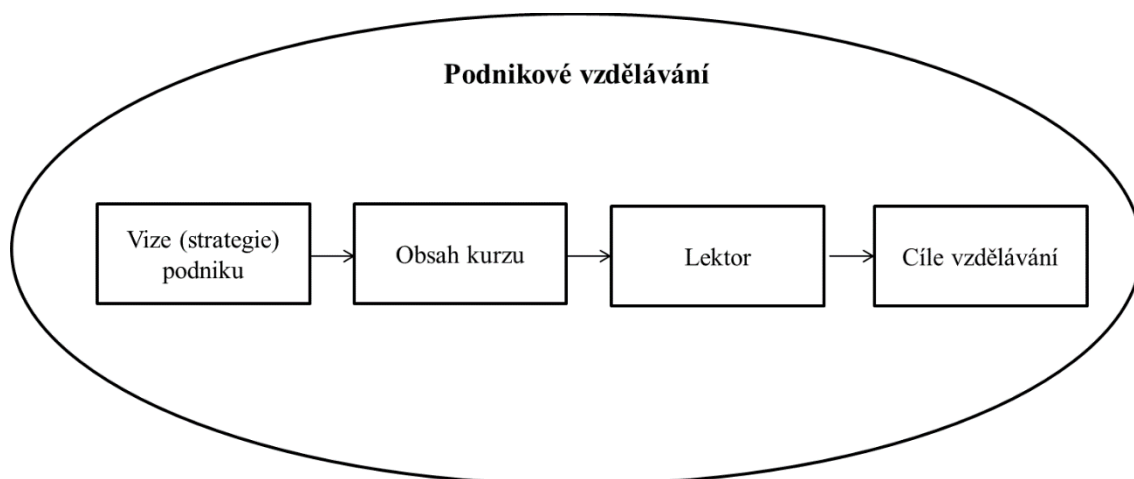 Podnikové vzdělávání
Vize (strategie)
podniku
Obsah kurzu
Lektor
Cíle vzdělávání